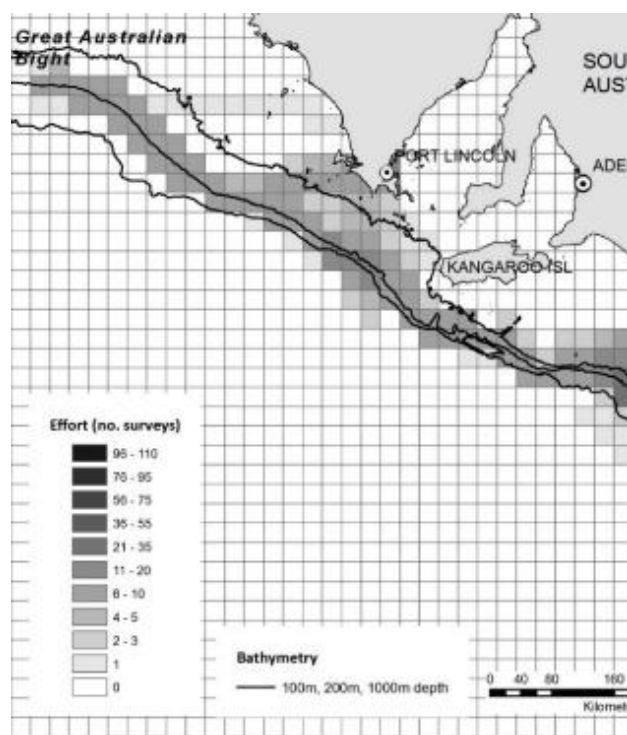 Great Australian
Bight
SOU
AUST
PORT LINCOLN
ADE
KANGAROO ISL
Effort (no. surveys)
96 - 110
76 - 95
56 - 75
36 - 55
21 - 35
11 - 20
6 - 10
4 - 5
2 - 3
1
0
Bathymetry
100m, 200m, 1000m depth
0 40 80 160
Kilomet